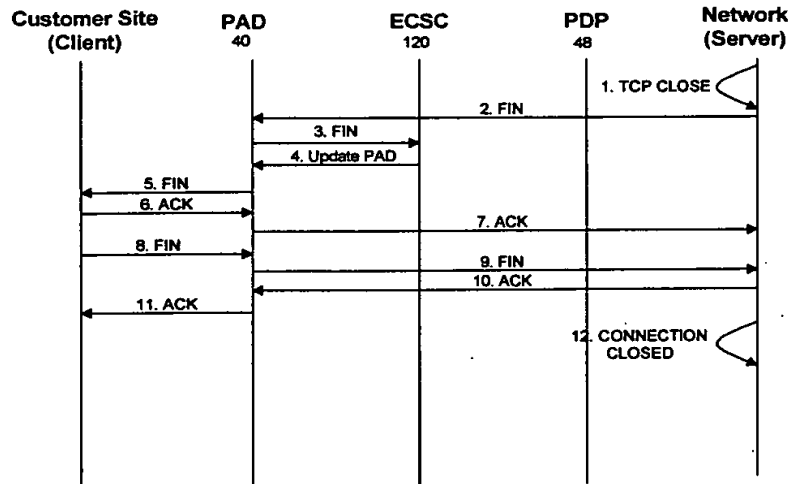 Customer Site
(Client)
PAD
40
ECSC
120
PDP
48
Network
(Server)
1. TCP CLOSE
2. FIN
3. FIN
4. Update PAD
5. FIN
6. ACK
7. ACK
8. FIN
9. FIN
10. ACK
11. ACK
12. CONNECTION
CLOSED